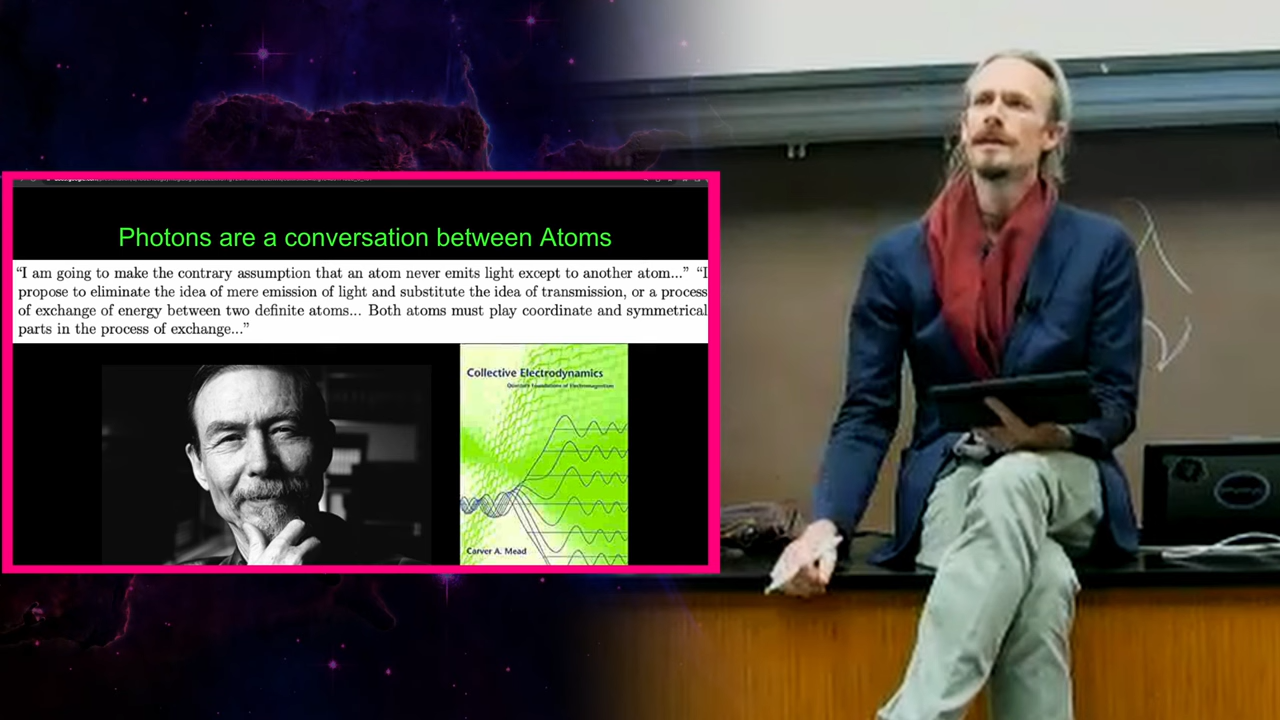 Photons are a conversation between Atoms
“I am going to make the contrary assumption that an atom never emits light except to another atom...” “I
propose to eliminate the idea of mere emission of light and substitute the idea of transmission, or a process
of exchange of energy between two definite atoms... Both atoms must play coordinate and symmetrical
parts in the process of exchange...”
Collective Electrodynamics
Quantum Foundations of Electromagnetism
Carver A. Mead